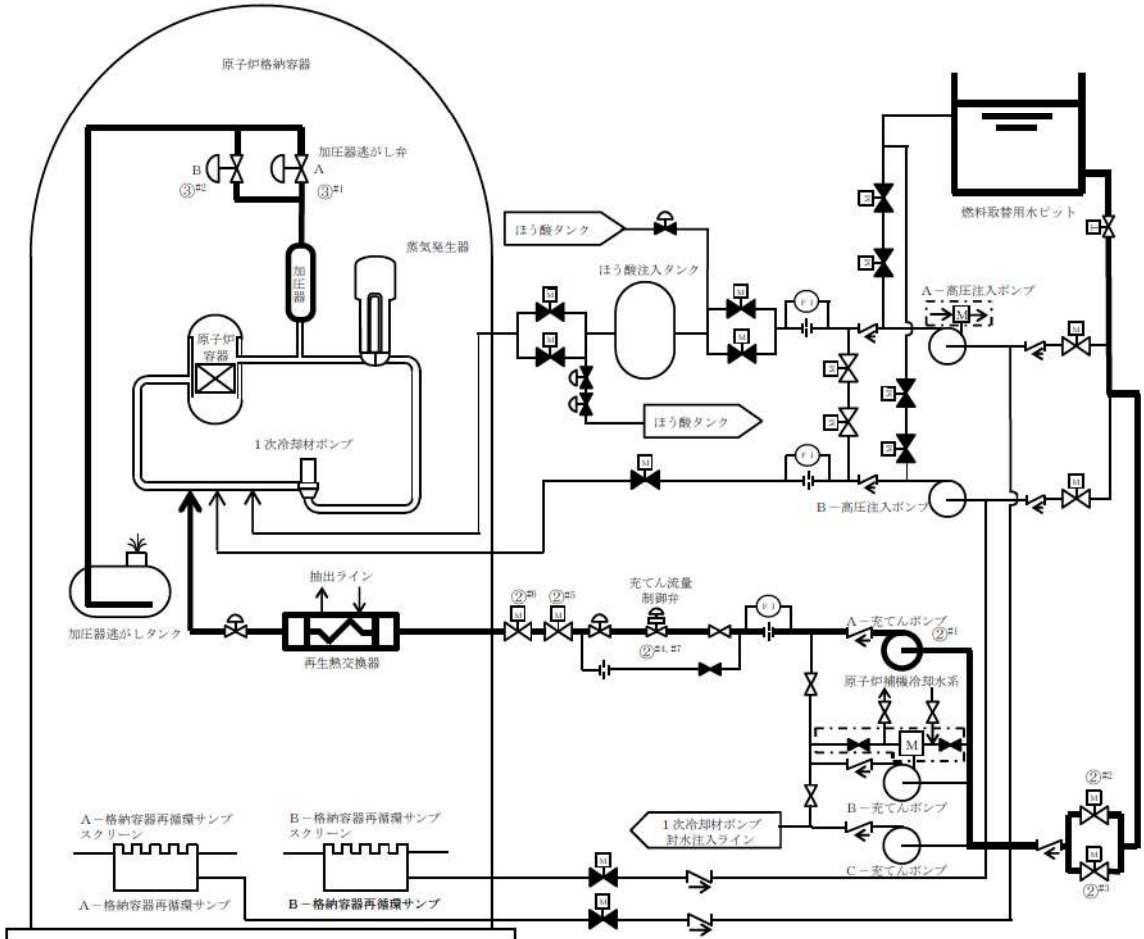 原子炉格納容器
加圧器逃がし弁
B
A
③#2
③#1
蒸気発生器
加圧器
原子炉
容器
1次冷却材ポンプ
加圧器逃がしタンク
ほう酸タンク
ほう酸注入タンク
M
M
M
M
FI
ほう酸タンク
M
M
燃料取替用水ピット
M
A-高圧注入ポンプ
M
M
M
M
M
M
M
FI
B-高圧注入ポンプ
M
M
抽出ライン
再生熱交換器
②#6
②#5
M
M
充てん流量
制御弁
②#4,#7
FI
A-充てんポンプ
②#1
原子炉補機冷却水系
M
B-充てんポンプ
②#2
M
M
②#3
1次冷却材ポンプ
封水注入ライン
C-充てんポンプ
A-格納容器再循環サンプ
スクリーン
B-格納容器再循環サンプ
スクリーン
M
A-格納容器再循環サンプ
B-格納容器再循環サンプ
M